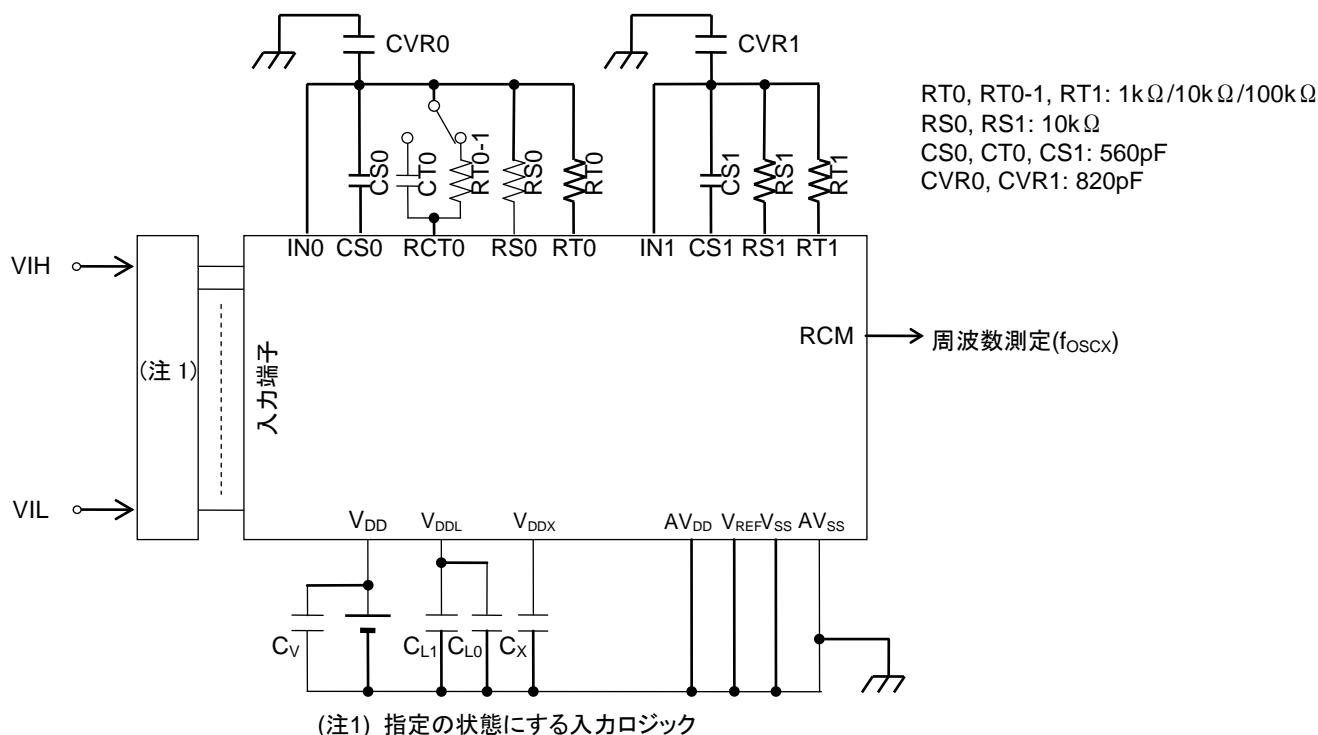 CVR0
CVR1
RT0, RT0-1, RT1: 1kΩ/10kΩ/100kΩ
RS0, RS1: 10kΩ
CS0, CT0, CS1: 560pF
CVR0, CVR1: 820pF
CS0
CT0
RT0-1
RS0
RT0
CS1
RS1
RT1
IN0 CS0 RCT0 RS0 RT0
IN1 CS1 RS1 RT1
VIH
(注 1)
入力端子
RCM
周波数測定(fOSCX)
VIL
VDD VDDL VDDX AVDD VREF VSS AVSS
CV CL1 CL0 CX
(注1) 指定の状態にする入力ロジック